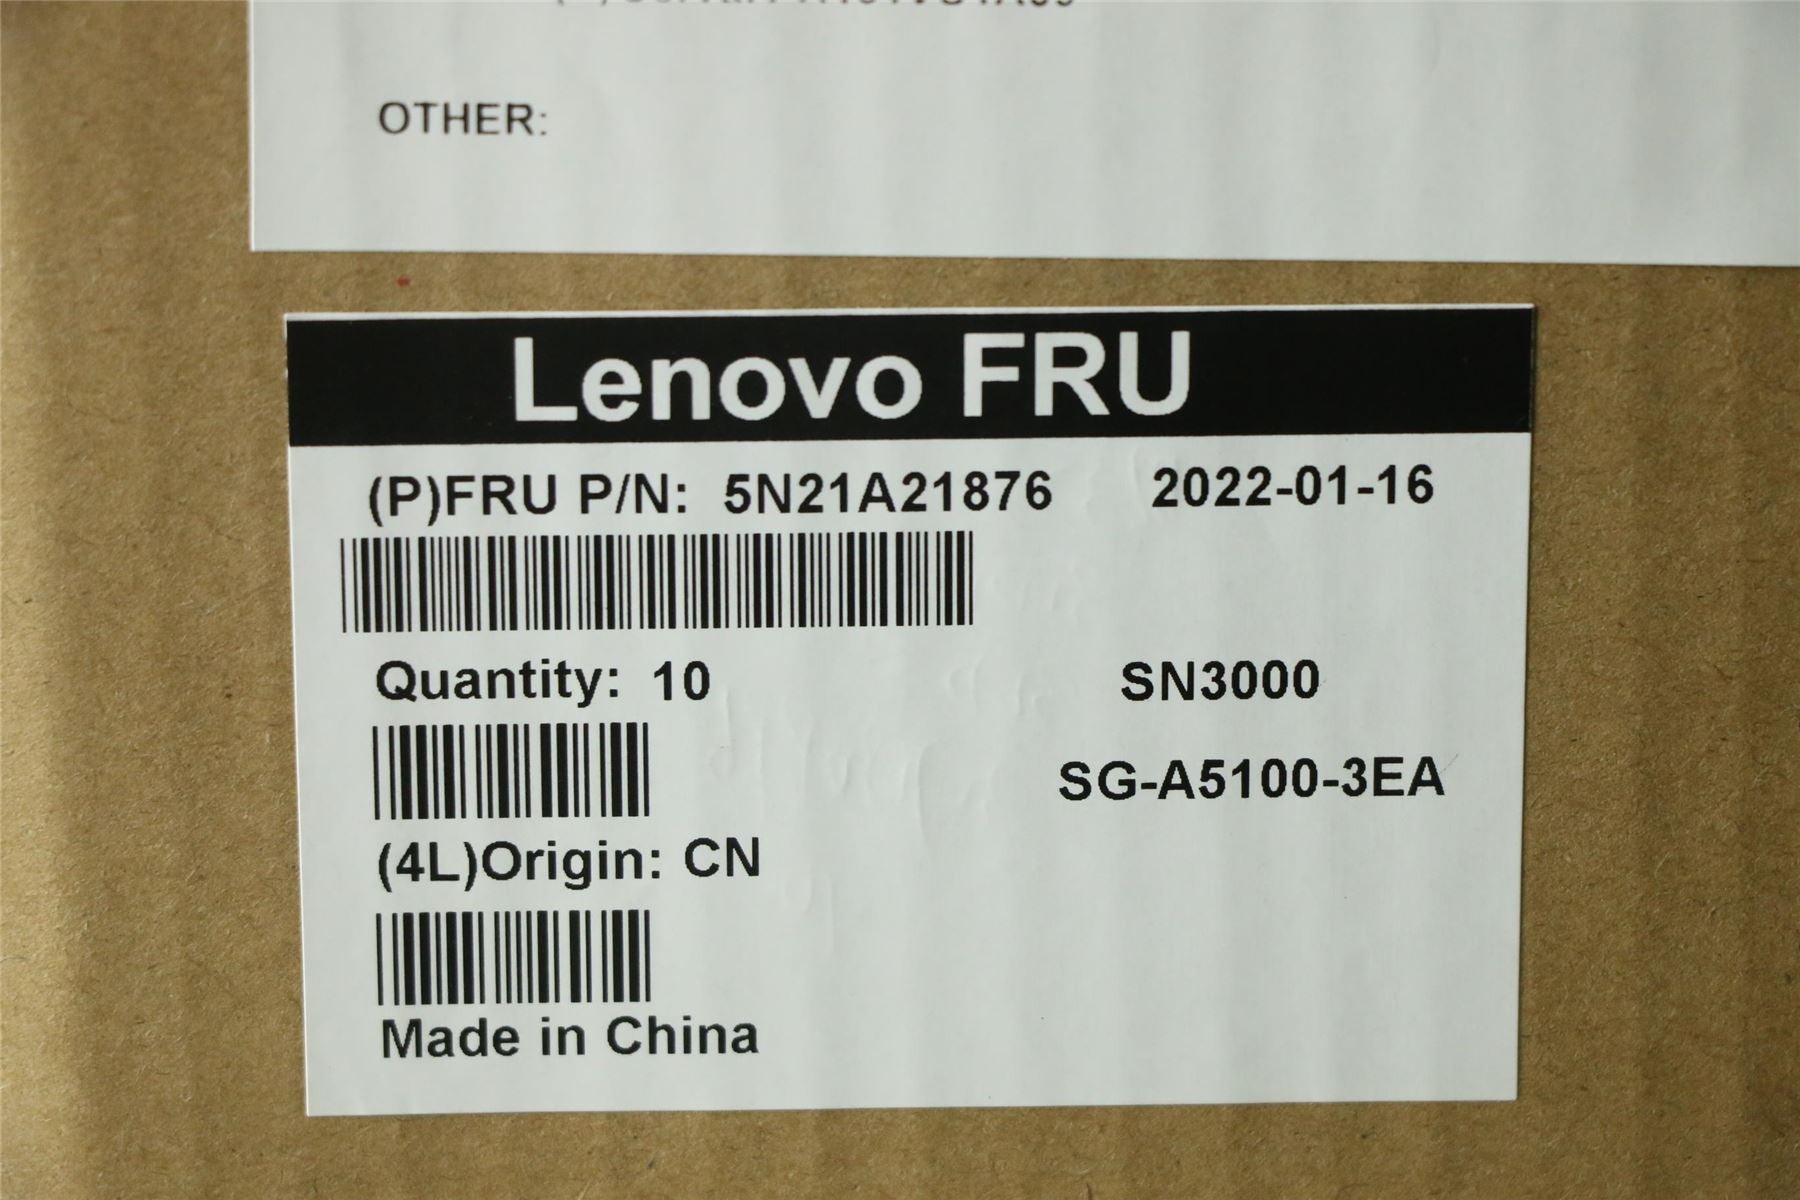 OTHER:
Lenovo FRU
(P)FRU P/N: 5N21A21876 2022-01-16
Quantity: 10 SN3000
SG-A5100-3EA
(4L)Origin: CN
Made in China